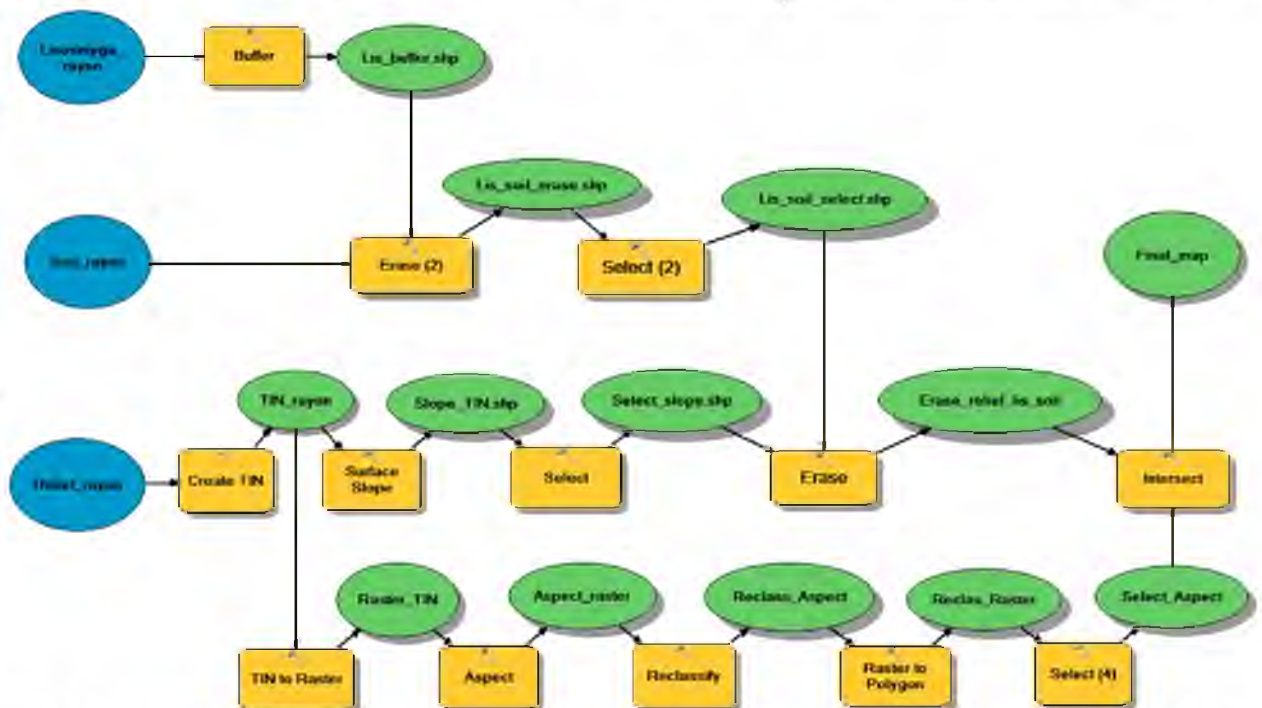 rayon
Buffer
Lis_buffer.shp
Lis_soil_erase.shp
Lis_soil_select.shp
Erase (2)
Select (2)
Final_map
TIN_rayon
Slope_TIN.shp
Select_slope.shp
Erase_relief_lis_soil
Create TIN
Surface
Slope
Select
Erase
Intersect
Raster_TIN
Aspect_raster
Reclass_Aspect
Reclas_Raster
Select_Aspect
TIN to Raster
Aspect
Reclassify
Raster to
Polygon
Select (4)